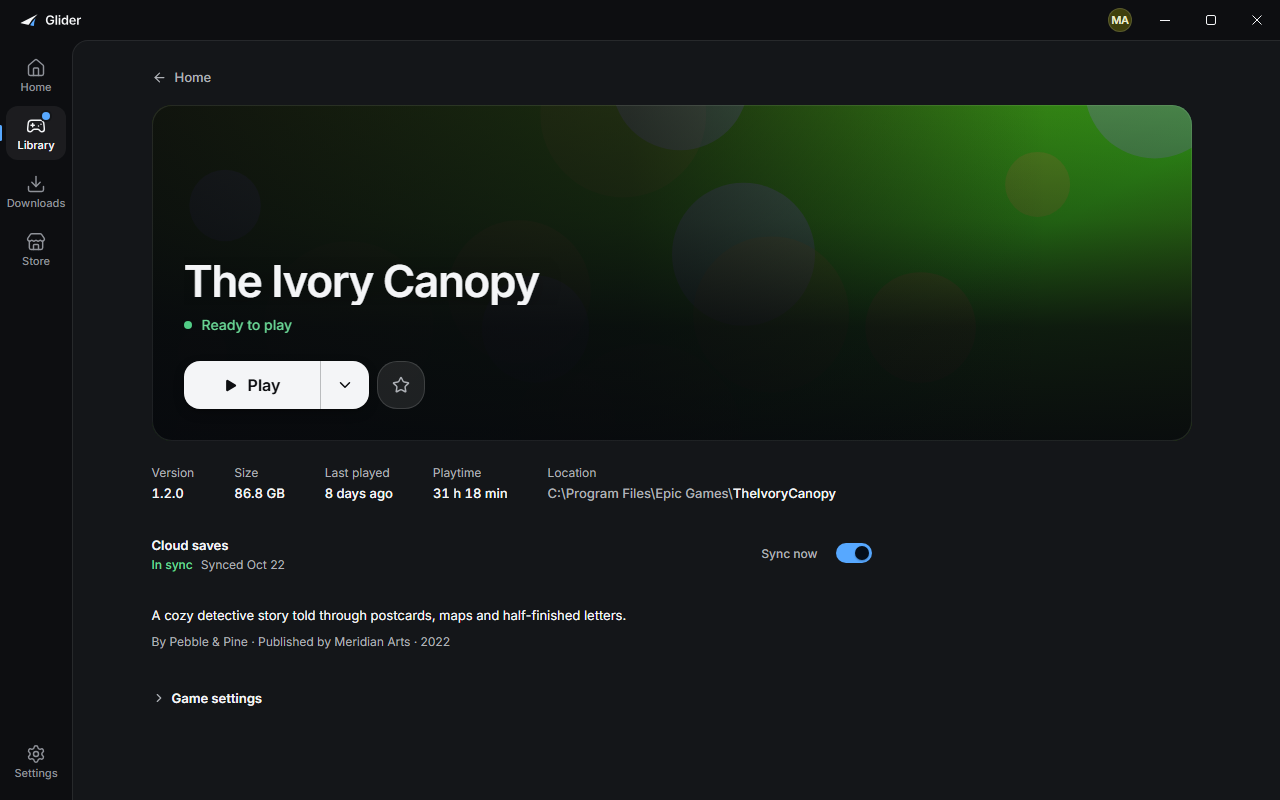 Glider
MA
Home
Library
Downloads
Store
Settings
Home
The Ivory Canopy
Ready to play
Play
Version
1.2.0
Size
86.8 GB
Last played
8 days ago
Playtime
31 h 18 min
Location
C:\Program Files\Epic Games\TheIvoryCanopy
Cloud saves
In sync Synced Oct 22
Sync now
A cozy detective story told through postcards, maps and half-finished letters.
By Pebble & Pine · Published by Meridian Arts · 2022
Game settings